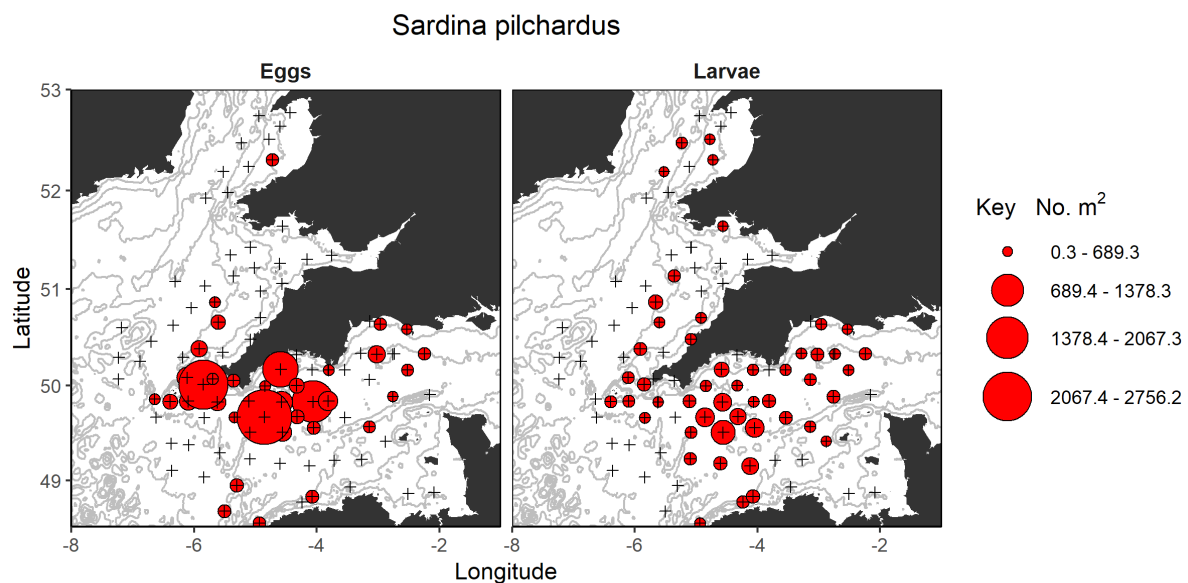 Sardina pilchardus
Eggs
Larvae
53
52
51
50
49
Latitude
-8
-6
-4
-2
-8
-6
-4
-2
Longitude
Key No. m²
0.3 - 689.3
689.4 - 1378.3
1378.4 - 2067.3
2067.4 - 2756.2